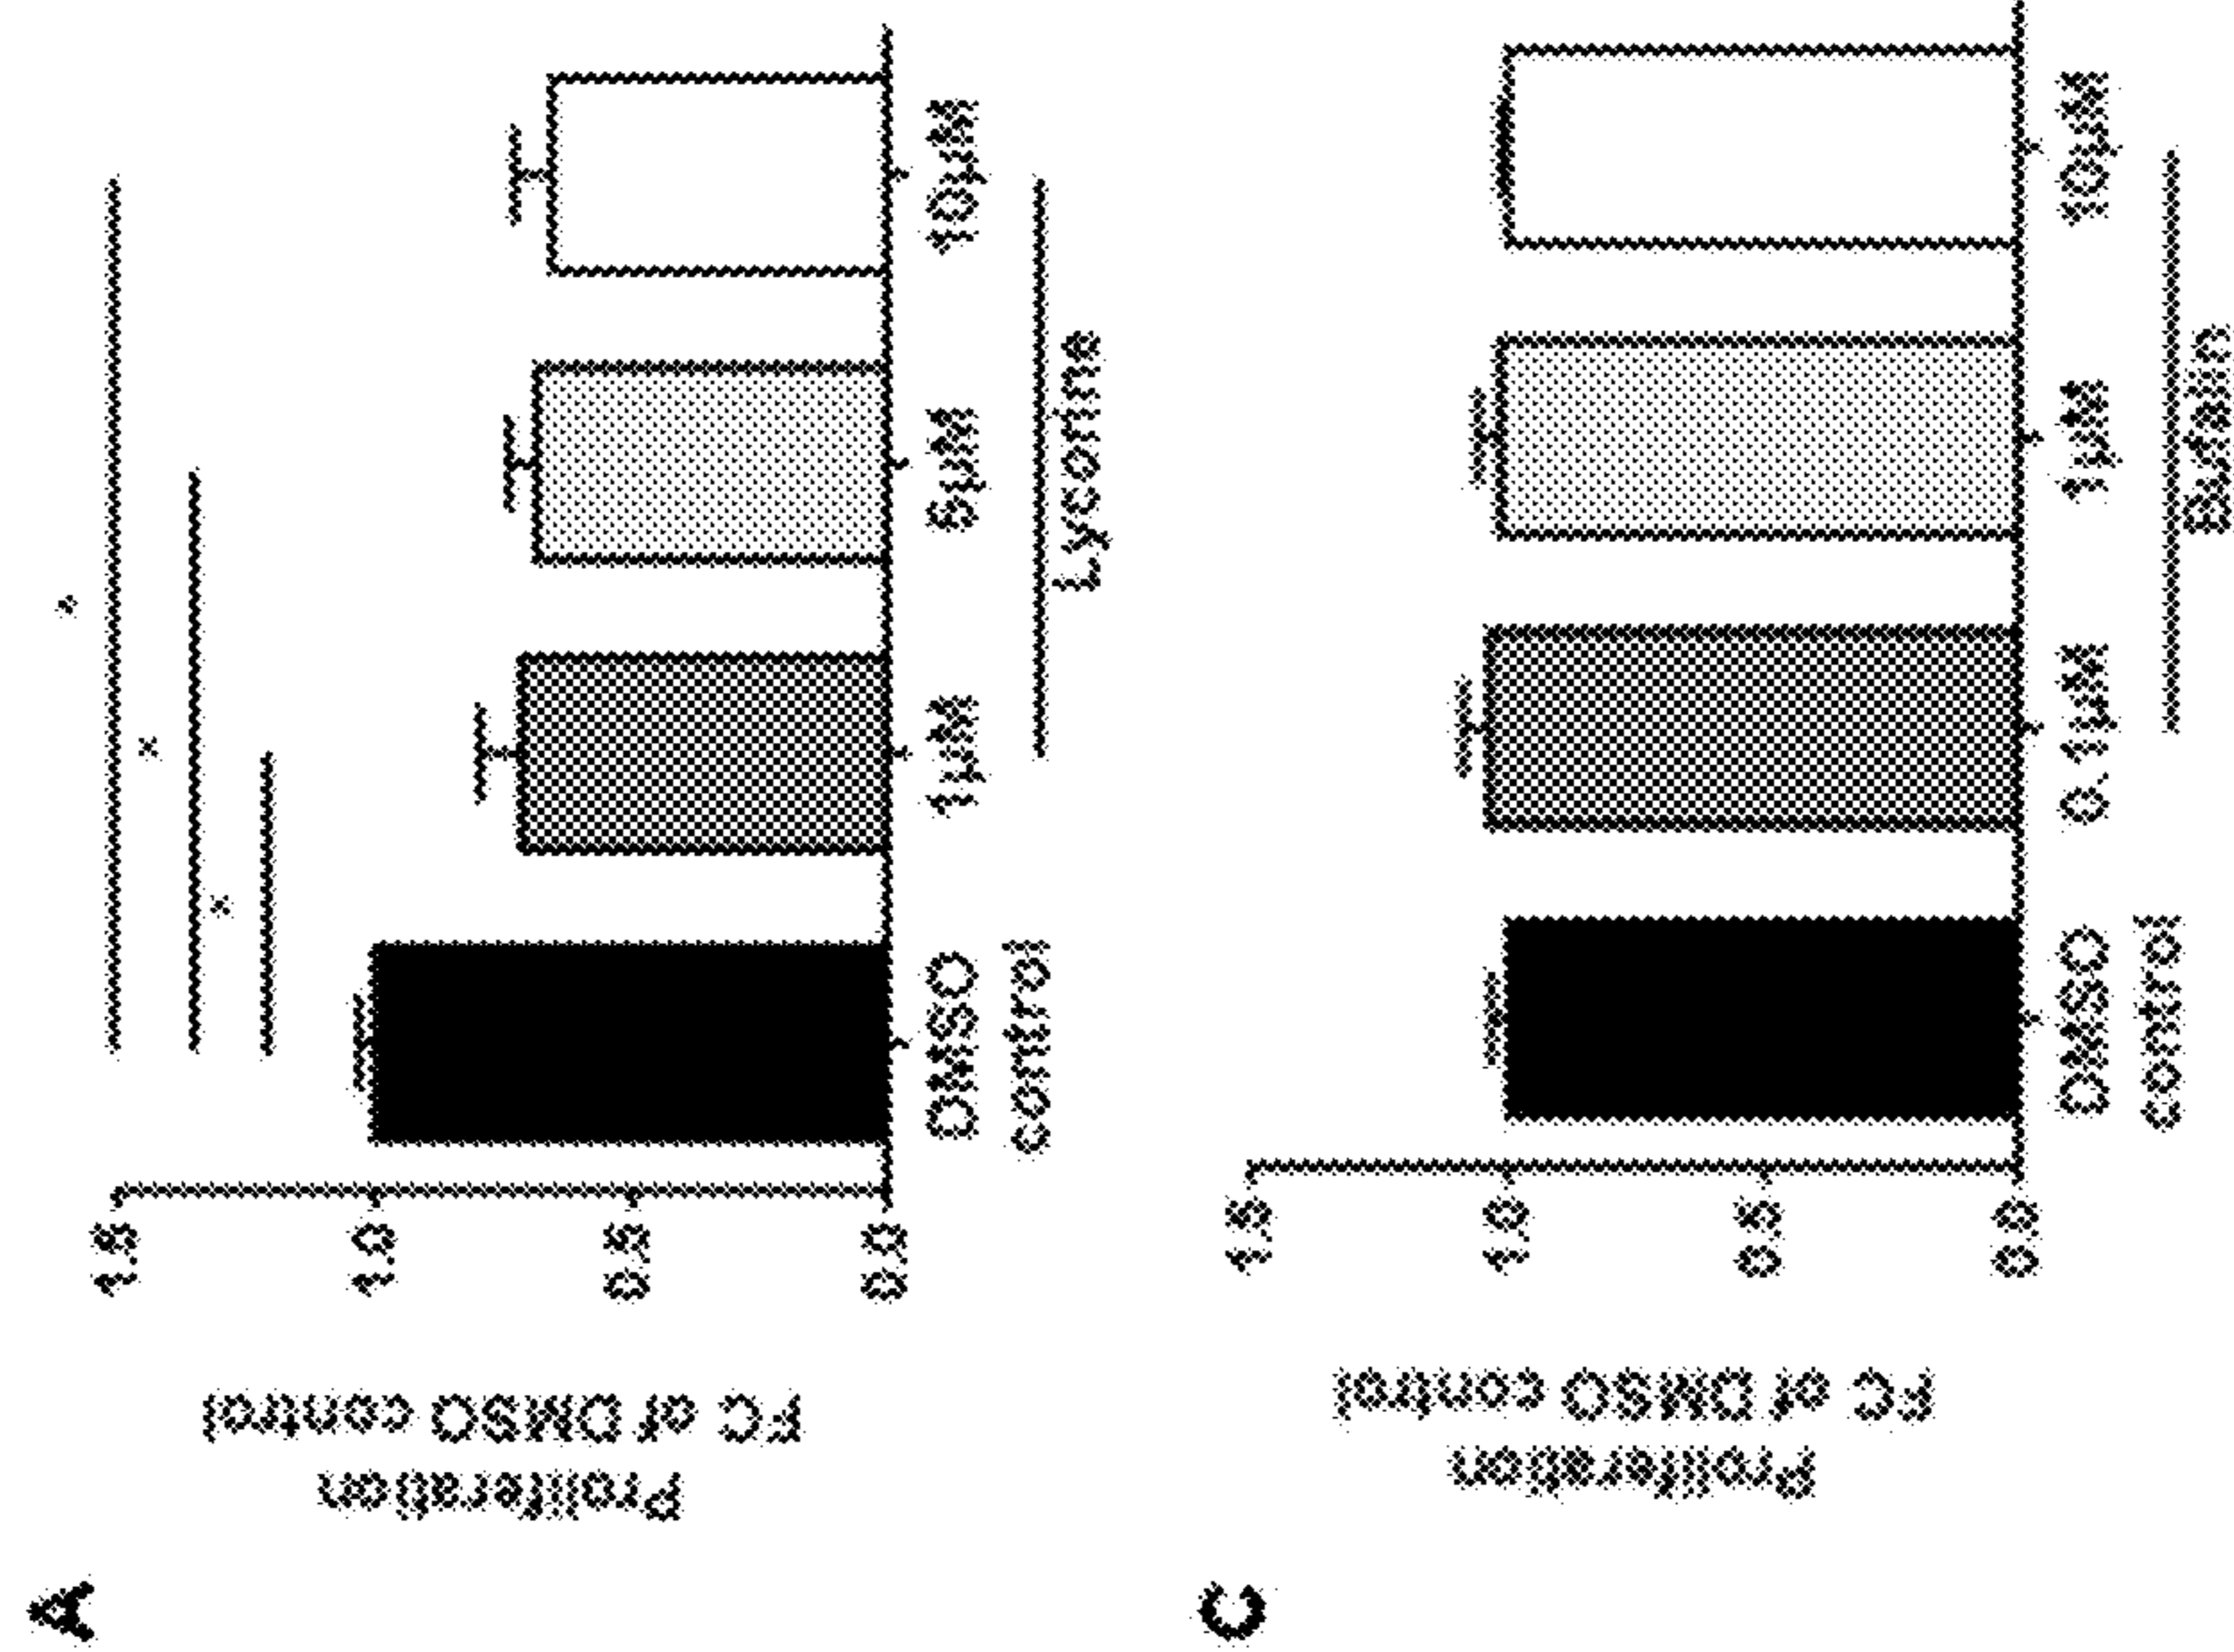 A
Proliferation
FC of DMSO control
1.5
1.0
0.5
0.0
*
*
*
DMSO
control
1µM
5µM
10µM
Lycorine
C
Proliferation
FC of DMSO control
1.5
1.0
0.5
0.0
DMSO
control
0.1µM
1µM
10µM
Bufalin